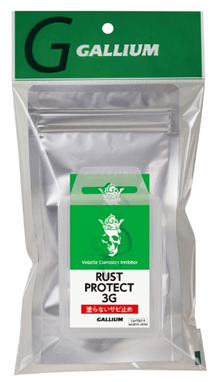 G GALLIUM
Volatile Corrosion Inhibitor
RUST
PROTECT
3G
塗らないサビ止め
GALLIUM